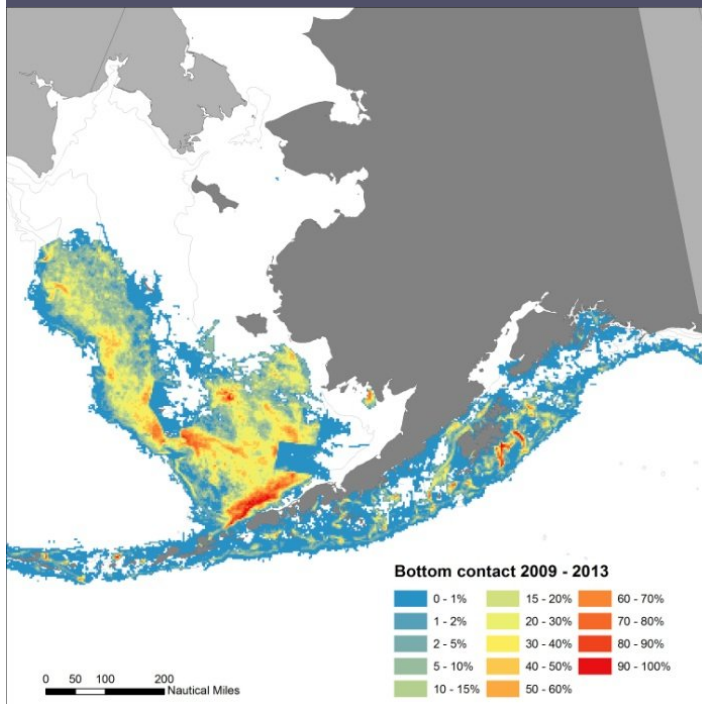 Bottom contact 2009 - 2013
0 - 1%
1 - 2%
2 - 5%
5 - 10%
10 - 15%
15 - 20%
20 - 30%
30 - 40%
40 - 50%
50 - 60%
60 - 70%
70 - 80%
80 - 90%
90 - 100%
0 50 100 200
Nautical Miles